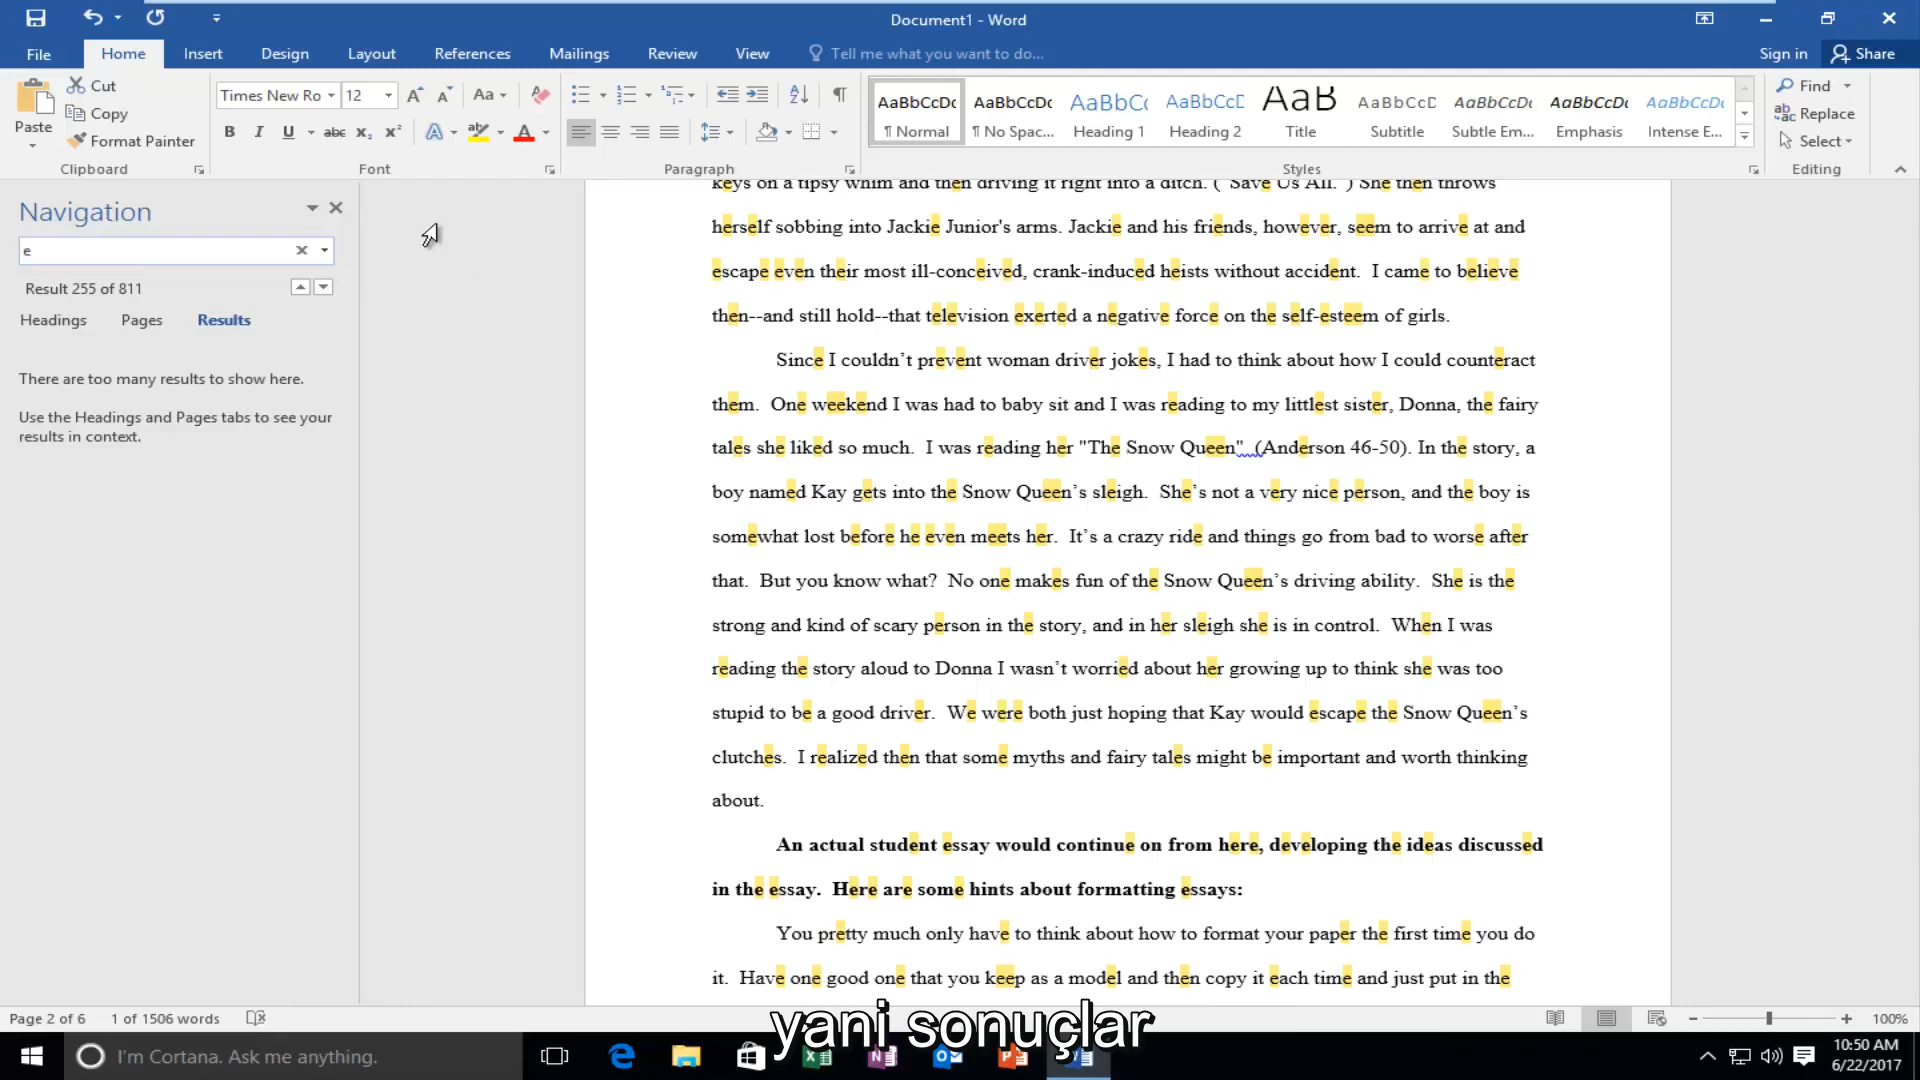 Document1 - Word
File Home Insert Design Layout References Mailings Review View Tell me what you want to do... Sign in Share
Paste Cut Copy Format Painter
Times New Ro 12 Aa
B I U abc x₂ x² A ab A
AaBbCcDc AaBbCcDc AaBbCc AaBbCcD AaB AaBbCcD AaBbCcDc AaBbCcDc AaBbCcDc
¶ Normal ¶ No Spac... Heading 1 Heading 2 Title Subtitle Subtle Em... Emphasis Intense E...
Find
Replace
Select
Clipboard Font Paragraph Styles Editing
Navigation
e
Result 255 of 811
Headings Pages Results
There are too many results to show here.
Use the Headings and Pages tabs to see your
results in context.
keys on a tipsy whim and then driving it right into a ditch. ("Save Us All.") She then throws
herself sobbing into Jackie Junior's arms. Jackie and his friends, however, seem to arrive at and
escape even their most ill-conceived, crank-induced heists without accident.  I came to believe
then--and still hold--that television exerted a negative force on the self-esteem of girls.
Since I couldn't prevent woman driver jokes, I had to think about how I could counteract
them.  One weekend I was had to baby sit and I was reading to my littlest sister, Donna, the fairy
tales she liked so much.  I was reading her "The Snow Queen"  (Anderson 46-50). In the story, a
boy named Kay gets into the Snow Queen's sleigh.  She's not a very nice person, and the boy is
somewhat lost before he even meets her.  It's a crazy ride and things go from bad to worse after
that.  But you know what?  No one makes fun of the Snow Queen's driving ability.  She is the
strong and kind of scary person in the story, and in her sleigh she is in control.  When I was
reading the story aloud to Donna I wasn't worried about her growing up to think she was too
stupid to be a good driver.  We were both just hoping that Kay would escape the Snow Queen's
clutches.  I realized then that some myths and fairy tales might be important and worth thinking
about.
An actual student essay would continue on from here, developing the ideas discussed
in the essay.  Here are some hints about formatting essays:
You pretty much only have to think about how to format your paper the first time you do
it.  Have one good one that you keep as a model and then copy it each time and just put in the
Page 2 of 6 1 of 1506 words 100%
yani sonuçlar
I'm Cortana. Ask me anything.
10:50 AM
6/22/2017